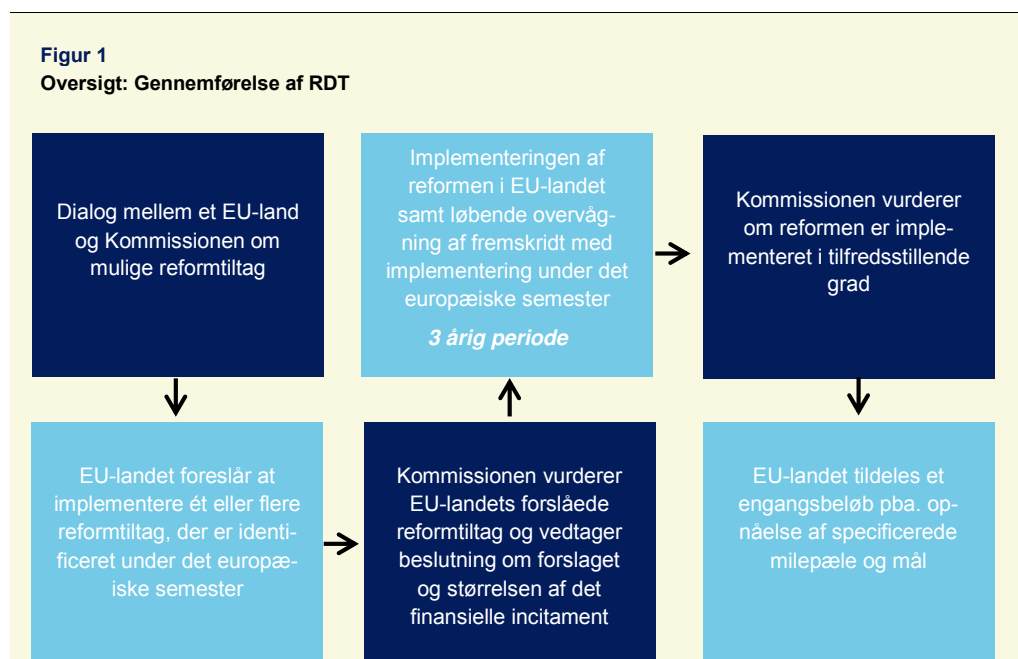 Figur 1
Oversigt: Gennemførelse af RDT
Dialog mellem et EU-land
og Kommissionen om
mulige reformtiltag
EU-landet foreslår at
implementere ét eller flere
reformtiltag, der er identi-
ficeret under det europæ-
iske semester
Kommissionen vurderer
EU-landets forslåede
reformtiltag og vedtager
beslutning om forslaget
og størrelsen af det
finansielle incitament
Implementeringen af
reformen i EU-landet
samt løbende overvåg-
ning af fremskridt med
implementering under det
europæiske semester
3 årig periode
Kommissionen vurderer
om reformen er imple-
menteret i tilfredsstillende
grad
EU-landet tildeles et
engangsbeløb pba. op-
nåelse af specificerede
milepæle og mål